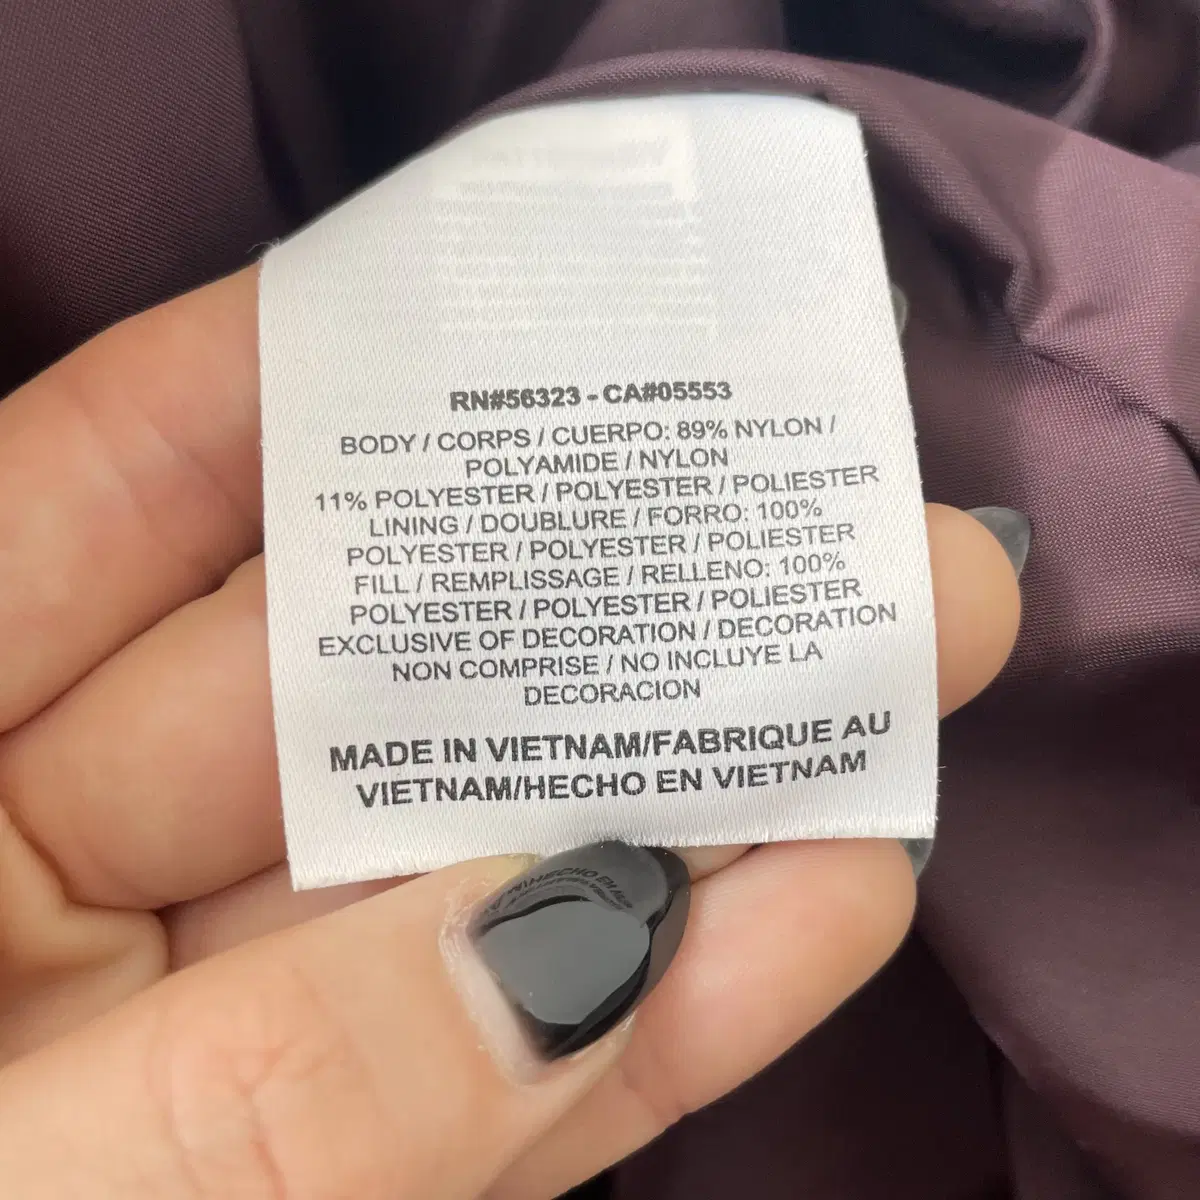 RN#56323 - CA#05553
BODY / CORPS / CUERPO: 89% NYLON /
POLYAMIDE / NYLON
11% POLYESTER / POLYESTER / POLIESTER
LINING / DOUBLURE / FORRO: 100%
POLYESTER / POLYESTER / POLIESTER
FILL / REMPLISSAGE / RELLENO: 100%
POLYESTER / POLYESTER / POLIESTER
EXCLUSIVE OF DECORATION / DECORATION
NON COMPRISE / NO INCLUYE LA
DECORACION
MADE IN VIETNAM/FABRIQUE AU
VIETNAM/HECHO EN VIETNAM